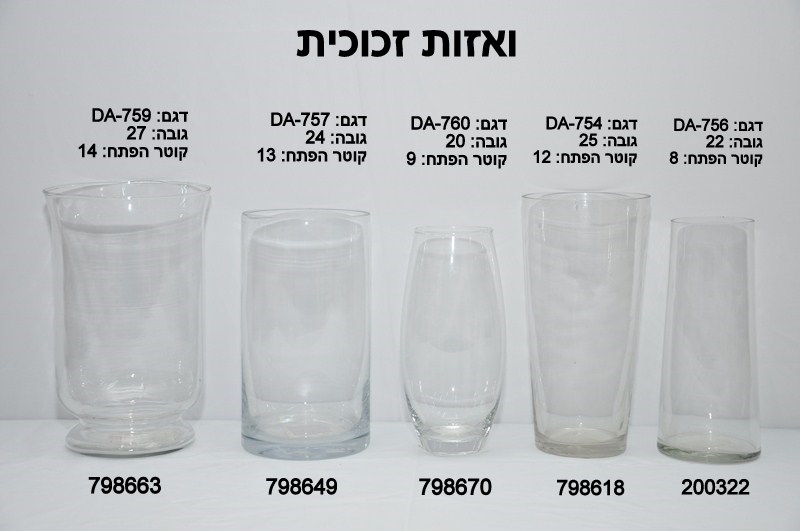 ואזות זכוכית
דגם: DA-759
גובה: 27
קוטר הפתח: 14
דגם: DA-757
גובה: 24
קוטר הפתח: 13
דגם: DA-760
גובה: 20
קוטר הפתח: 9
דגם: DA-754
גובה: 25
קוטר הפתח: 12
דגם: DA-756
גובה: 22
קוטר הפתח: 8
798663
798649
798670
798618
200322